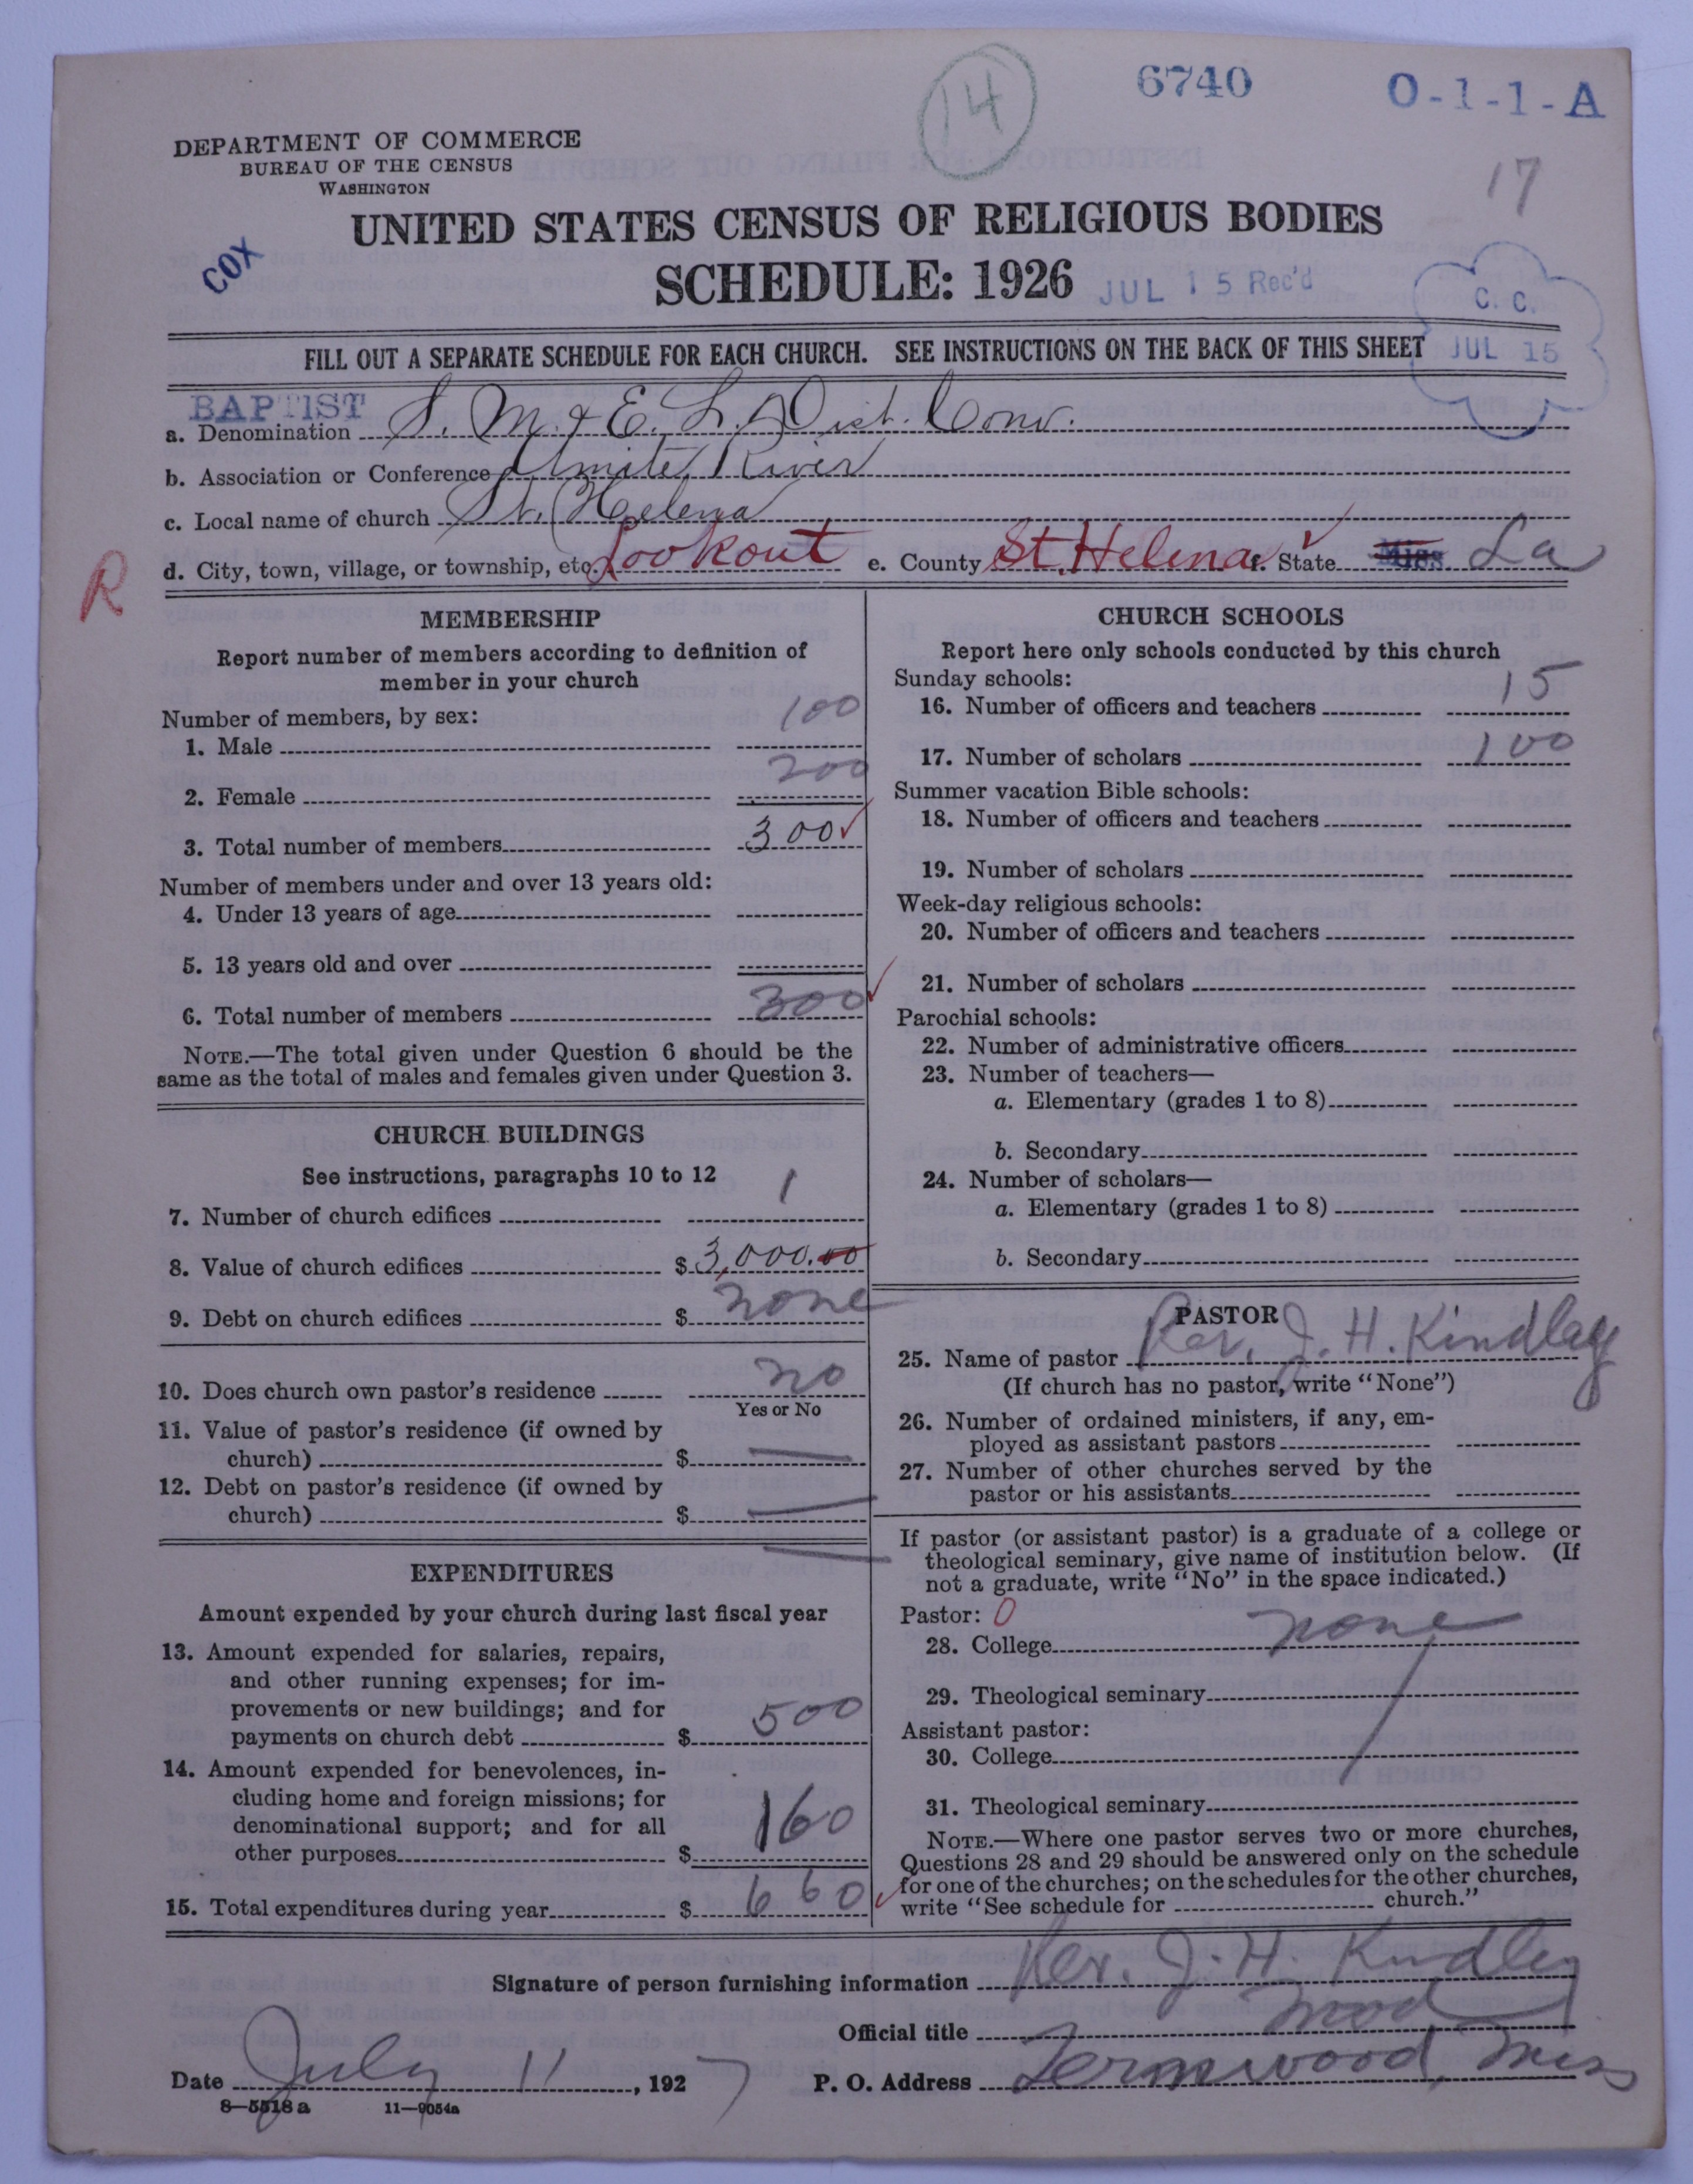 14
6740
O-1-1-A
17
DEPARTMENT OF COMMERCE
BUREAU OF THE CENSUS
WASHINGTON
UNITED STATES CENSUS OF RELIGIOUS BODIES
COX
SCHEDULE: 1926
JUL 15 Rec'd
C. C.
JUL 15
FILL OUT A SEPARATE SCHEDULE FOR EACH CHURCH. SEE INSTRUCTIONS ON THE BACK OF THIS SHEET
BAPTIST
a. Denomination S. M. & E. L. Dist. Conv.
b. Association or Conference Amite River
c. Local name of church St. Helena
R
d. City, town, village, or township, etc. Lookout e. County St. Helena f. State Miss La
MEMBERSHIP
Report number of members according to definition of
member in your church
Number of members, by sex:
1. Male 100
2. Female 200
3. Total number of members 300
Number of members under and over 13 years old:
4. Under 13 years of age
5. 13 years old and over
6. Total number of members 300
NOTE.—The total given under Question 6 should be the
same as the total of males and females given under Question 3.
CHURCH BUILDINGS
See instructions, paragraphs 10 to 12
7. Number of church edifices 1
8. Value of church edifices $ 3,000.00
9. Debt on church edifices $ none
10. Does church own pastor's residence no
Yes or No
11. Value of pastor's residence (if owned by
church) $ —
12. Debt on pastor's residence (if owned by
church) $ —
EXPENDITURES
Amount expended by your church during last fiscal year
13. Amount expended for salaries, repairs,
and other running expenses; for im-
provements or new buildings; and for
payments on church debt $ 500
14. Amount expended for benevolences, in-
cluding home and foreign missions; for
denominational support; and for all
other purposes $ 160
15. Total expenditures during year $ 660
CHURCH SCHOOLS
Report here only schools conducted by this church
Sunday schools:
16. Number of officers and teachers 15
17. Number of scholars 100
Summer vacation Bible schools:
18. Number of officers and teachers
19. Number of scholars
Week-day religious schools:
20. Number of officers and teachers
21. Number of scholars
Parochial schools:
22. Number of administrative officers
23. Number of teachers—
a. Elementary (grades 1 to 8)
b. Secondary
24. Number of scholars—
a. Elementary (grades 1 to 8)
b. Secondary
PASTOR
25. Name of pastor Rev. J. H. Kindlay
(If church has no pastor, write "None")
26. Number of ordained ministers, if any, em-
ployed as assistant pastors
27. Number of other churches served by the
pastor or his assistants
If pastor (or assistant pastor) is a graduate of a college or
theological seminary, give name of institution below. (If
not a graduate, write "No" in the space indicated.)
Pastor: 0
28. College none
29. Theological seminary
Assistant pastor:
30. College
31. Theological seminary
NOTE.—Where one pastor serves two or more churches,
Questions 28 and 29 should be answered only on the schedule
for one of the churches; on the schedules for the other churches,
write "See schedule for church."
Signature of person furnishing information Rev. J. H. Kindley
Official title Mod
Date July 11, 1927 P. O. Address Fernwood, Miss
8—5518 a 11—9054a